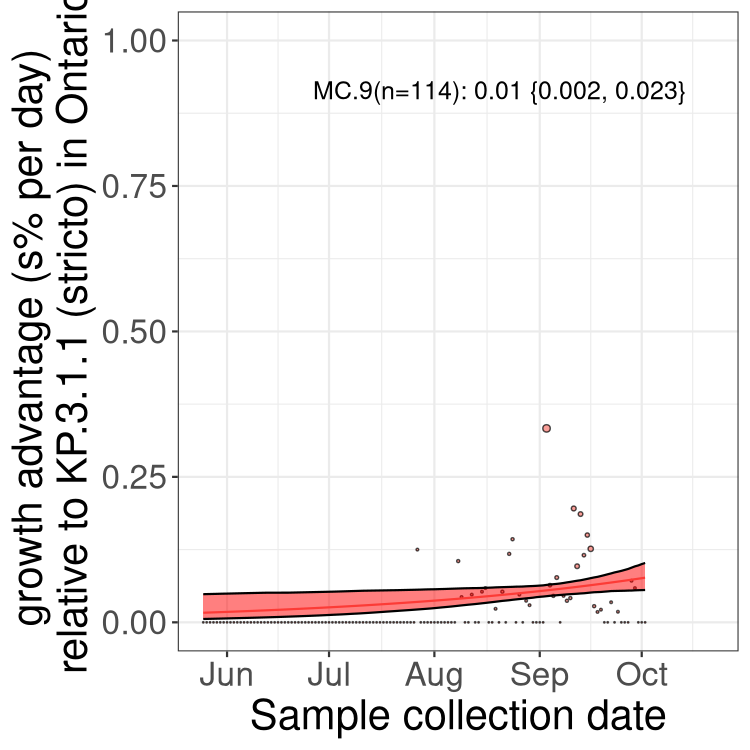 growth advantage (s% per day)
relative to KP.3.1.1 (stricto) in Ontario
1.00
0.75
0.50
0.25
0.00
MC.9(n=114): 0.01 {0.002, 0.023}
Jun Jul Aug Sep Oct
Sample collection date